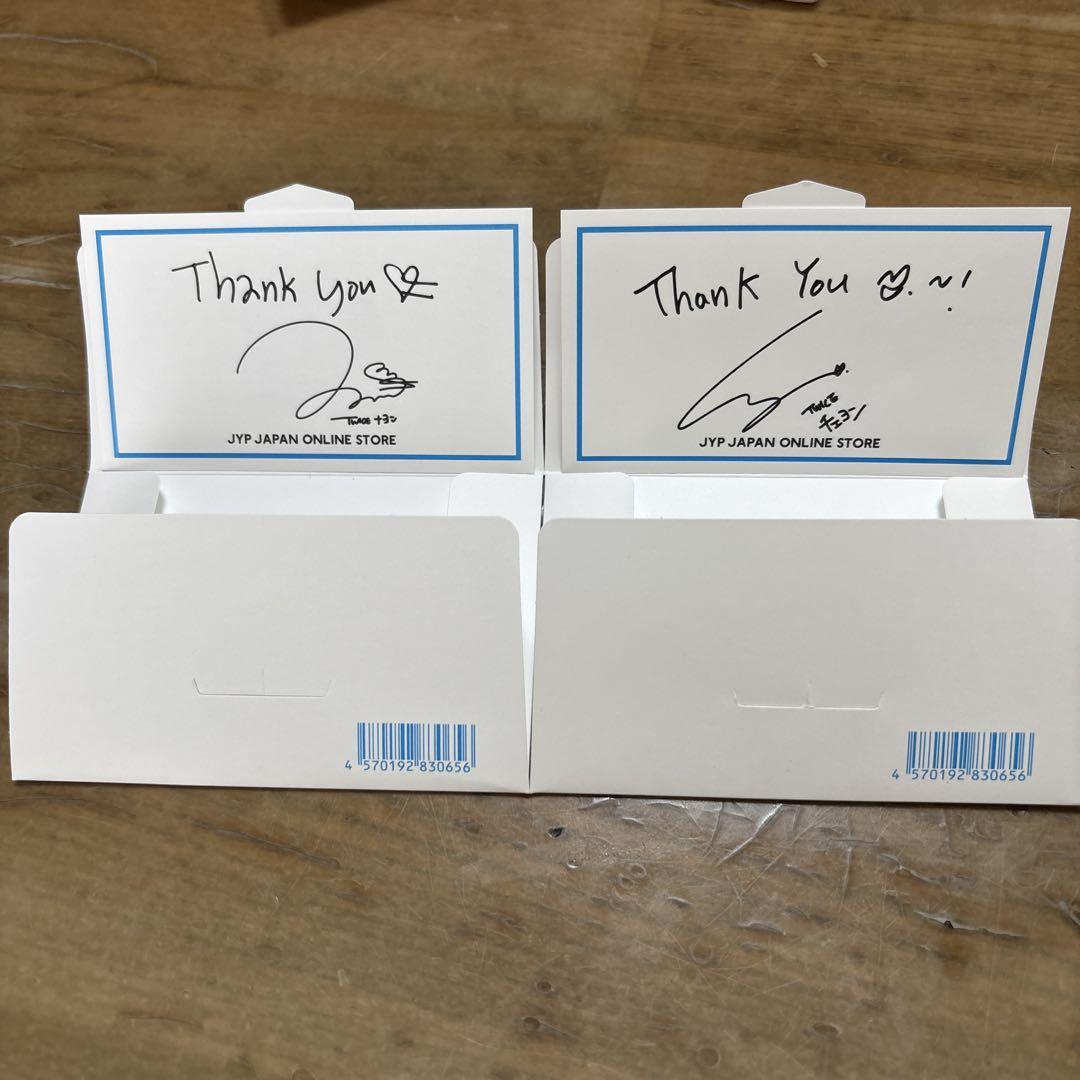 Thank you
TWICE ナヨン
JYP JAPAN ONLINE STORE
Thank You ~!
TWICE
チェヨン
JYP JAPAN ONLINE STORE
4 570192 830656
4 570192 830656